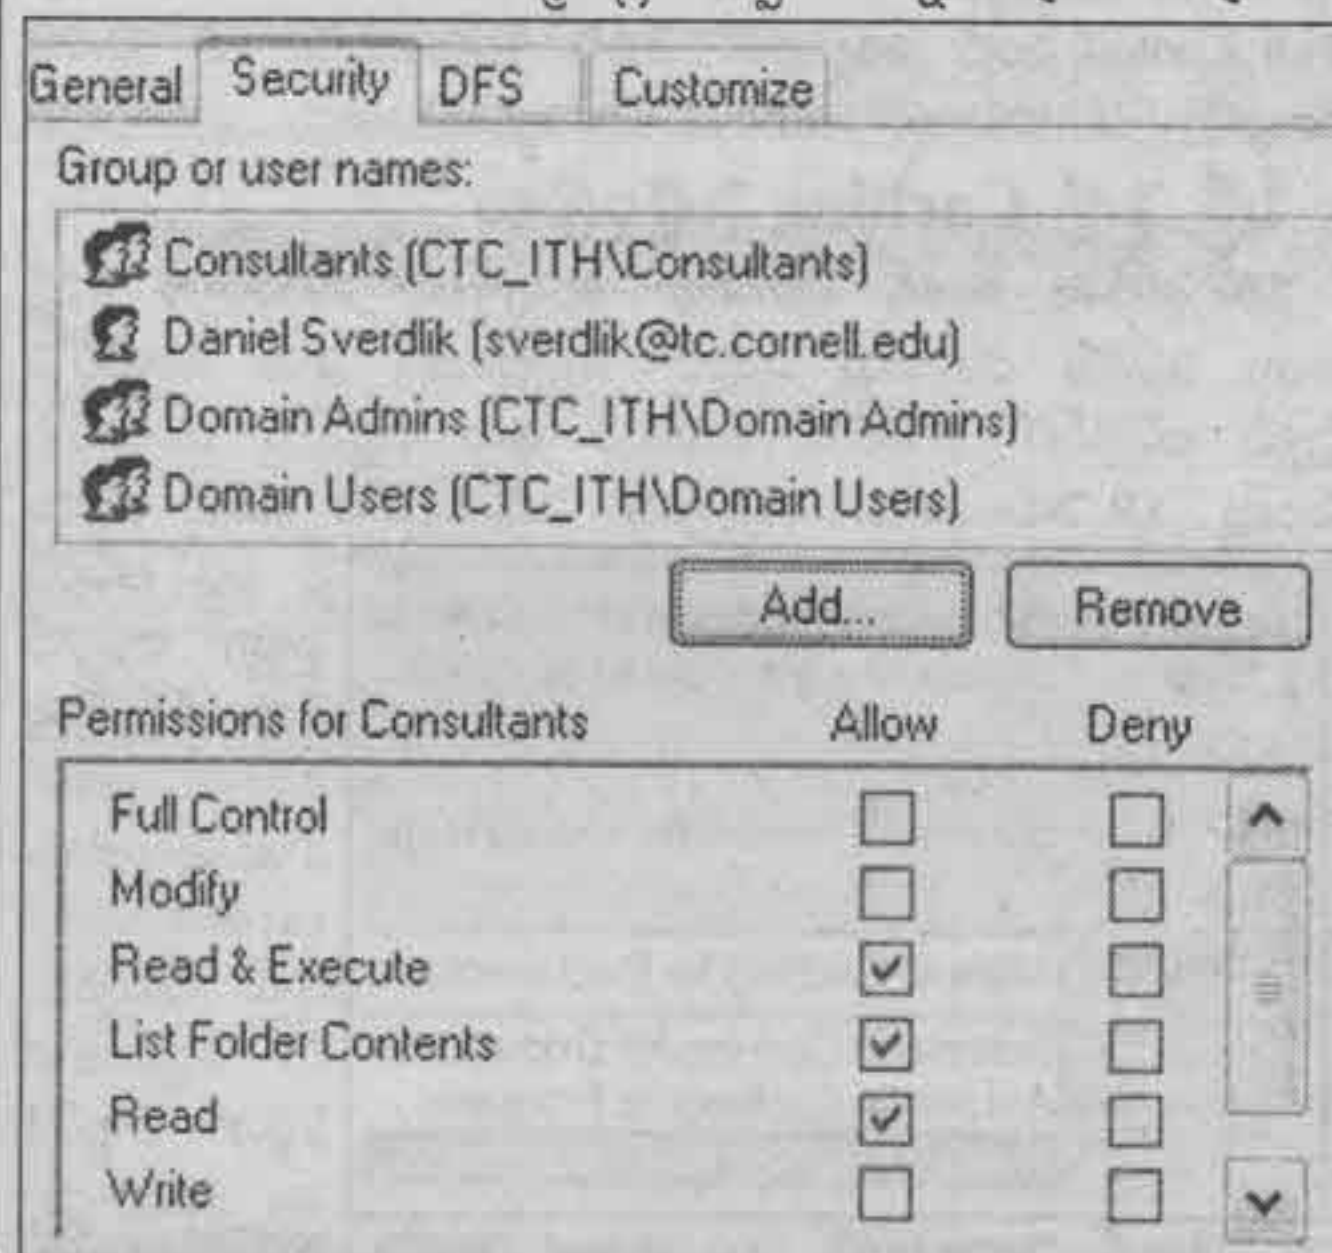 General Security DFS Customize
Group or user names:
Consultants (CTC_ITH\Consultants)
Daniel Sverdlik (sverdlik@tc.cornell.edu)
Domain Admins (CTC_ITH\Domain Admins)
Domain Users (CTC_ITH\Domain Users)
Add... Remove
Permissions for Consultants Allow Deny
Full Control
Modify
Read & Execute
List Folder Contents
Read
Write